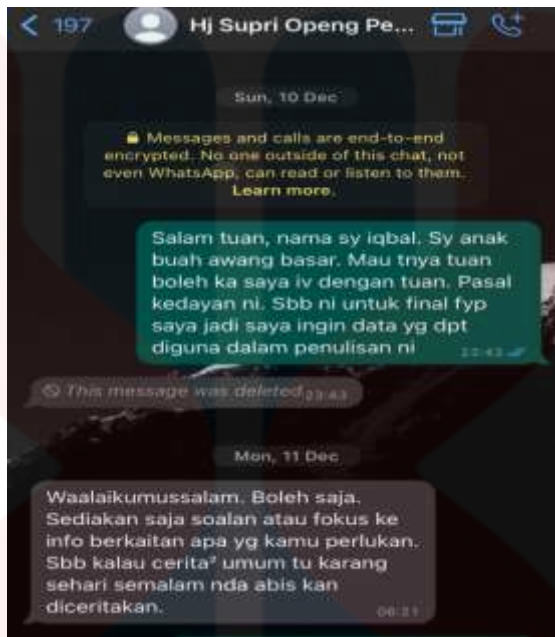 197 Hj Supri Openg Pe...
Sun, 10 Dec
Messages and calls are end-to-end
encrypted. No one outside of this chat, not
even WhatsApp, can read or listen to them.
Learn more.
Salam tuan, nama sy iqbal. Sy anak
buah awang basar. Mau tnya tuan
boleh ka saya iv dengan tuan. Pasal
kedayan ni. Sbb ni untuk final fyp
saya jadi saya ingin data yg dpt
diguna dalam penulisan ni
This message was deleted 23:43
Mon, 11 Dec
Waalaikumussalam. Boleh saja.
Sediakan saja soalan atau fokus ke
info berkaitan apa yg kamu perlukan.
Sbb kalau cerita² umum tu karang
sehari semalam nda abis kan
diceritakan.